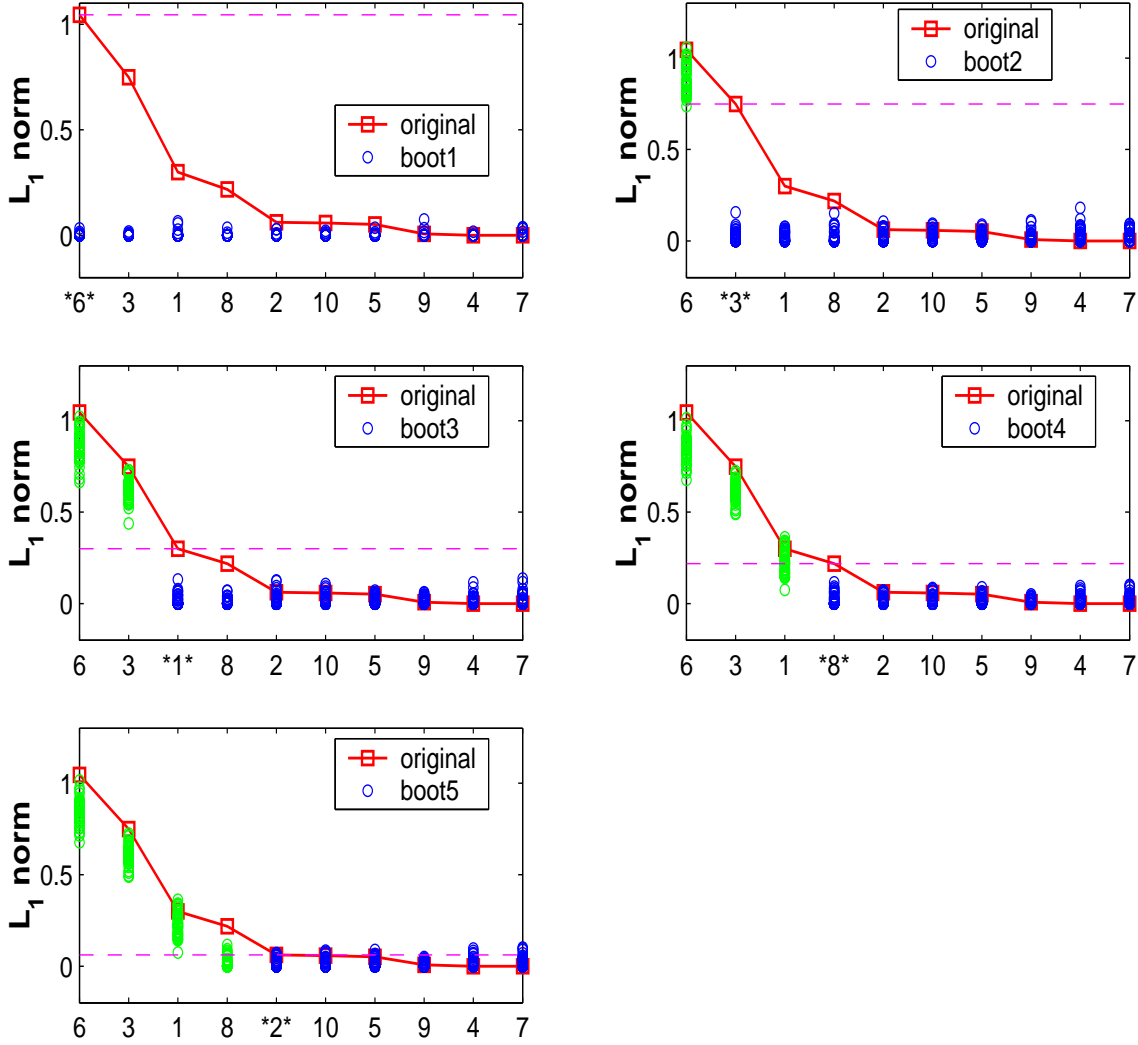 L1 norm
1
0.5
0
original
boot1
*6* 3 1 8 2 10 5 9 4 7
L1 norm
1
0.5
0
original
boot2
6 *3* 1 8 2 10 5 9 4 7
L1 norm
1
0.5
0
original
boot3
6 3 *1* 8 2 10 5 9 4 7
L1 norm
1
0.5
0
original
boot4
6 3 1 *8* 2 10 5 9 4 7
L1 norm
1
0.5
0
original
boot5
6 3 1 8 *2* 10 5 9 4 7